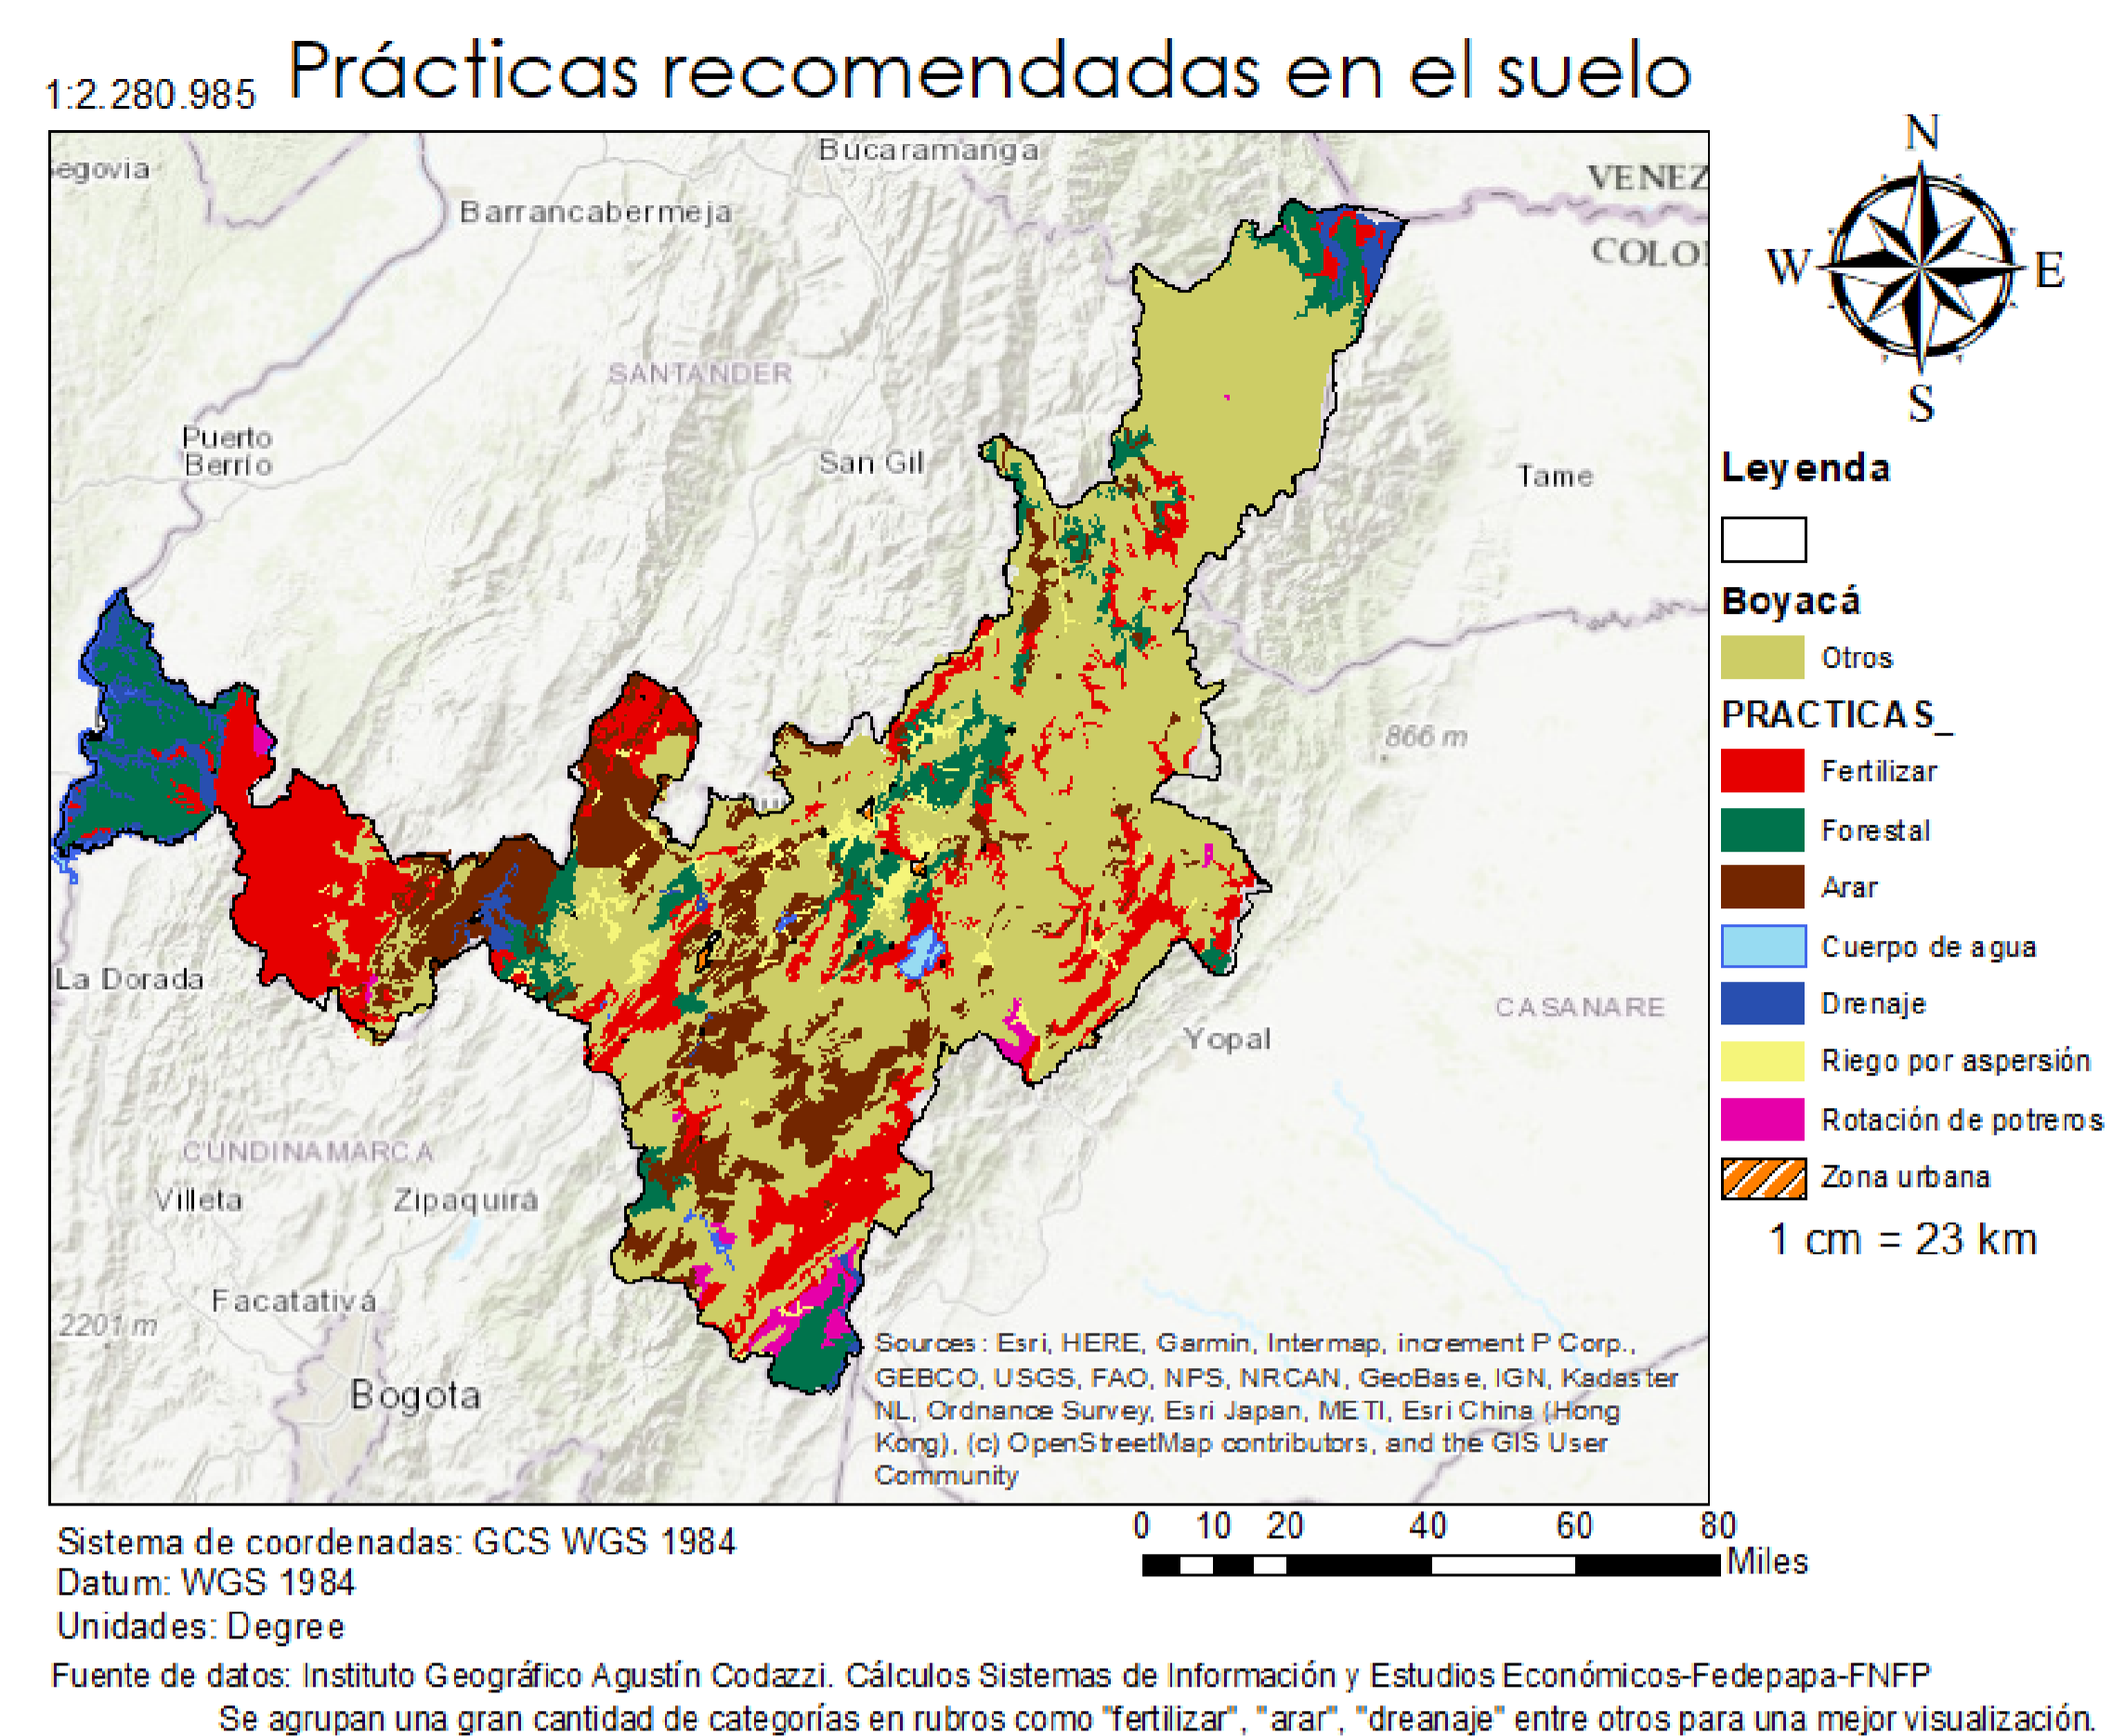 1:2.280.985
Prácticas recomendadas en el suelo
egovia
Bucaramanga
Barrancabermeja
VENEZ
COLO
SANTANDER
Puerto
Berrío
San Gil
Tame
866 m
La Dorada
CASANARE
Yopal
CUNDINAMARCA
Villeta
Zipaquirá
Facatativá
2201 m
Bogota
Sources: Esri, HERE, Garmin, Intermap, increment P Corp.,
GEBCO, USGS, FAO, NPS, NRCAN, GeoBase, IGN, Kadaster
NL, Ordnance Survey, Esri Japan, METI, Esri China (Hong
Kong), (c) OpenStreetMap contributors, and the GIS User
Community
N
W
E
S
Leyenda
Boyacá
Otros
PRACTICAS_
Fertilizar
Forestal
Arar
Cuerpo de agua
Drenaje
Riego por aspersión
Rotación de potreros
Zona urbana
1 cm = 23 km
0 10 20 40 60 80
Miles
Sistema de coordenadas: GCS WGS 1984
Datum: WGS 1984
Unidades: Degree
Fuente de datos: Instituto Geográfico Agustín Codazzi. Cálculos Sistemas de Información y Estudios Económicos-Fedepapa-FNFP
Se agrupan una gran cantidad de categorías en rubros como "fertilizar", "arar", "dreanaje" entre otros para una mejor visualización.